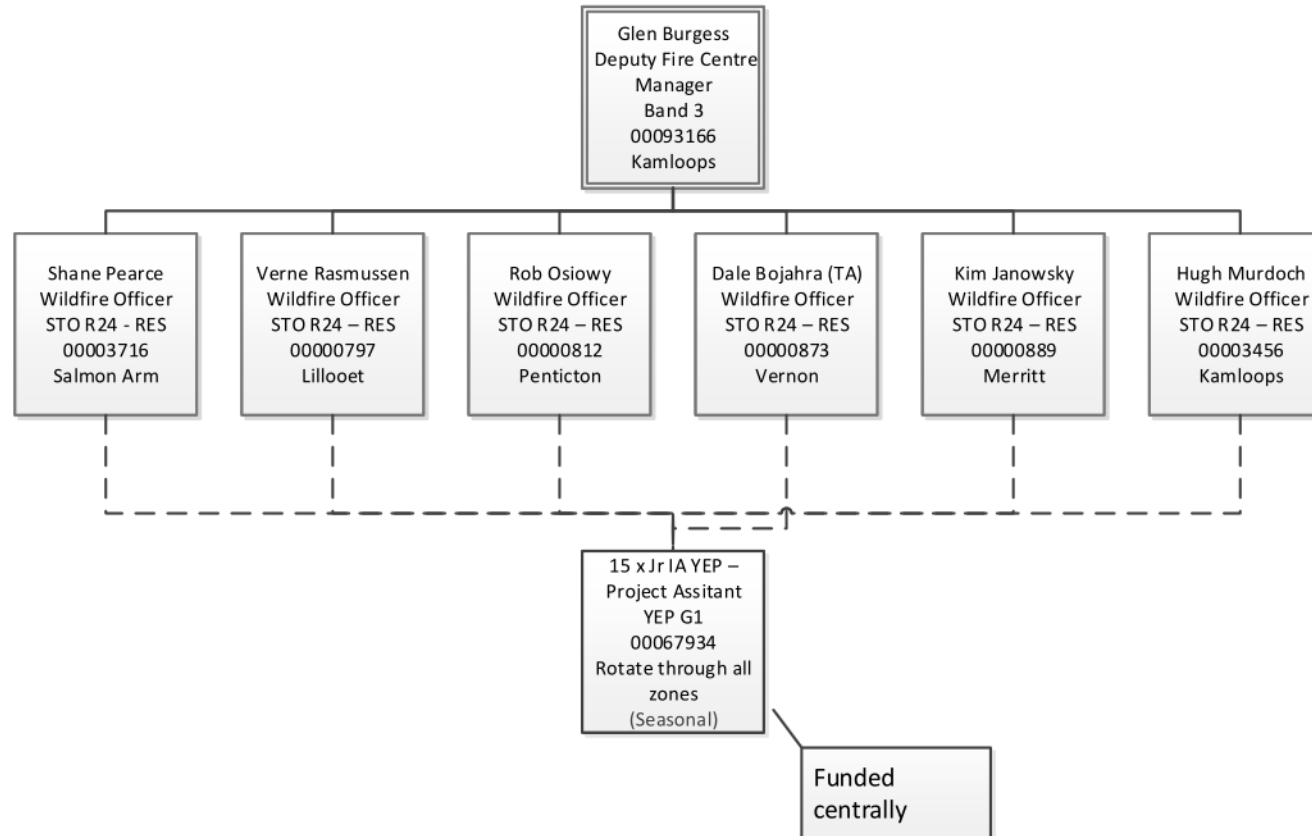 Glen Burgess
Deputy Fire Centre
Manager
Band 3
00093166
Kamloops
Shane Pearce
Wildfire Officer
STO R24 - RES
00003716
Salmon Arm
Verne Rasmussen
Wildfire Officer
STO R24 – RES
00000797
Lillooet
Rob Osiowy
Wildfire Officer
STO R24 – RES
00000812
Penticton
Dale Bojahra (TA)
Wildfire Officer
STO R24 – RES
00000873
Vernon
Kim Janowsky
Wildfire Officer
STO R24 – RES
00000889
Merritt
Hugh Murdoch
Wildfire Officer
STO R24 – RES
00003456
Kamloops
15 x Jr IA YEP –
Project Assitant
YEP G1
00067934
Rotate through all
zones
(Seasonal)
Funded
centrally